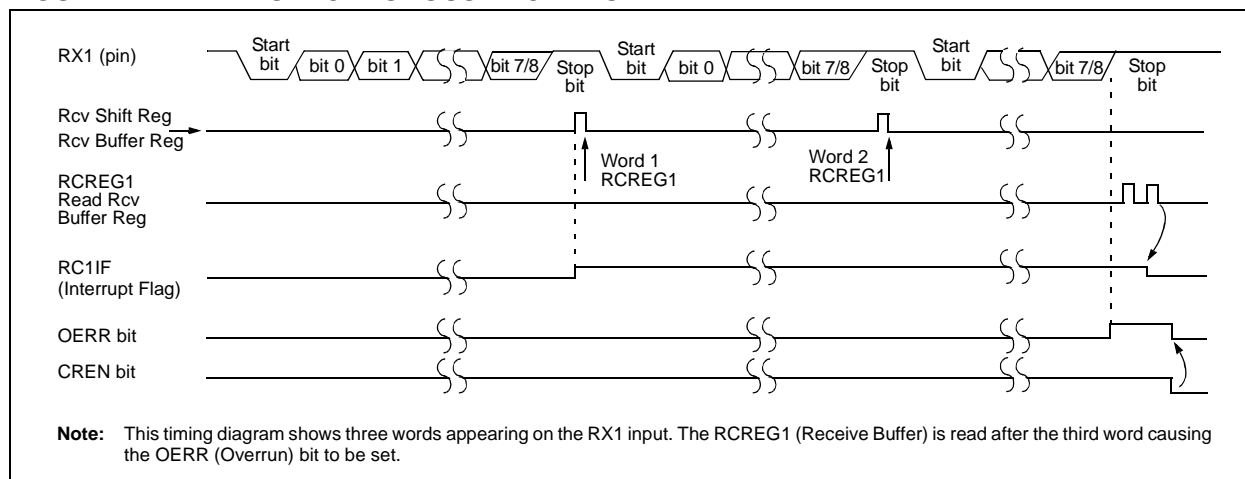 RX1 (pin)
Start bit
bit 0
bit 1
bit 7/8
Stop bit
Start bit
bit 0
bit 7/8
Stop bit
Start bit
bit 7/8
Stop bit
Rcv Shift Reg
Rcv Buffer Reg
Word 1
RCREG1
Word 2
RCREG1
RCREG1
Read Rcv
Buffer Reg
RC1IF
(Interrupt Flag)
OERR bit
CREN bit
Note: This timing diagram shows three words appearing on the RX1 input. The RCREG1 (Receive Buffer) is read after the third word causing
the OERR (Overrun) bit to be set.